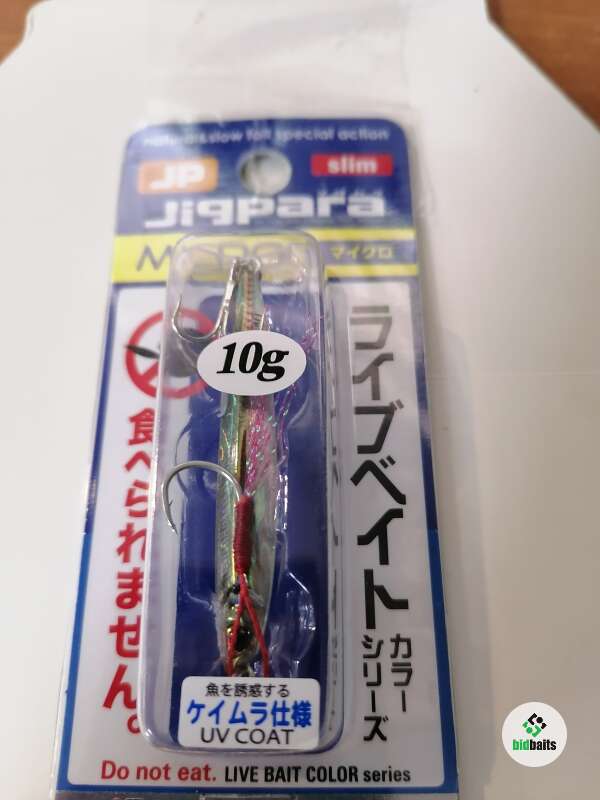 natural&slow fall special action
JP
slim
Jigpara
MICRO
マイクロ
10g
食べられません。
ライブベイト
カラー
シリーズ
魚を誘惑する
ケイムラ仕様
UV COAT
Do not eat. LIVE BAIT COLOR series
bidbaits